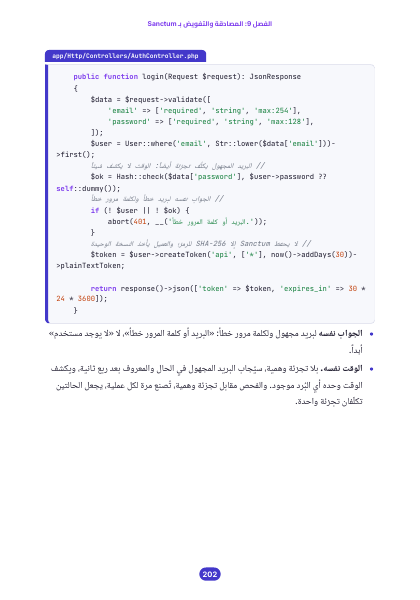 الفصل 9: المصادقة والتفويض بـ Sanctum
app/Http/Controllers/AuthController.php
public function login(Request $request): JsonResponse
{
$data = $request->validate([
'email' => ['required', 'string', 'max:254'],
'password' => ['required', 'string', 'max:128'],
]);
$user = User::where('email', Str::lower($data['email']))-
>first();
// البريد المجهول يكلّف تجزئة أيضاً: الوقت لا يكشف شيئاً
$ok = Hash::check($data['password'], $user->password ??
self::dummy());
// الجواب نفسه لبريد خطأ ولكلمة مرور خطأ
if (! $user || ! $ok) {
abort(401, __('البريد أو كلمة المرور خطأ.'));
}
// لا يحفظ Sanctum إلا SHA-256 للرمز، والعميل يأخذ النسخة الوحيدة
$token = $user->createToken('api', ['*'], now()->addDays(30))-
>plainTextToken;
return response()->json(['token' => $token, 'expires_in' => 30 *
24 * 3600]);
}
• الجواب نفسه لبريد مجهول ولكلمة مرور خطأ: «البريد أو كلمة المرور خطأ»، لا «لا يوجد مستخدم»
أبداً.
• الوقت نفسه. بلا تجزئة وهمية، سيُجاب البريد المجهول في الحال والمعروف بعد ربع ثانية، ويكشف
الوقت وحده أي البُرد موجود. والفحص مقابل تجزئة وهمية، تُصنع مرة لكل عملية، يجعل الحالتين
تكلّفان تجزئة واحدة.
202